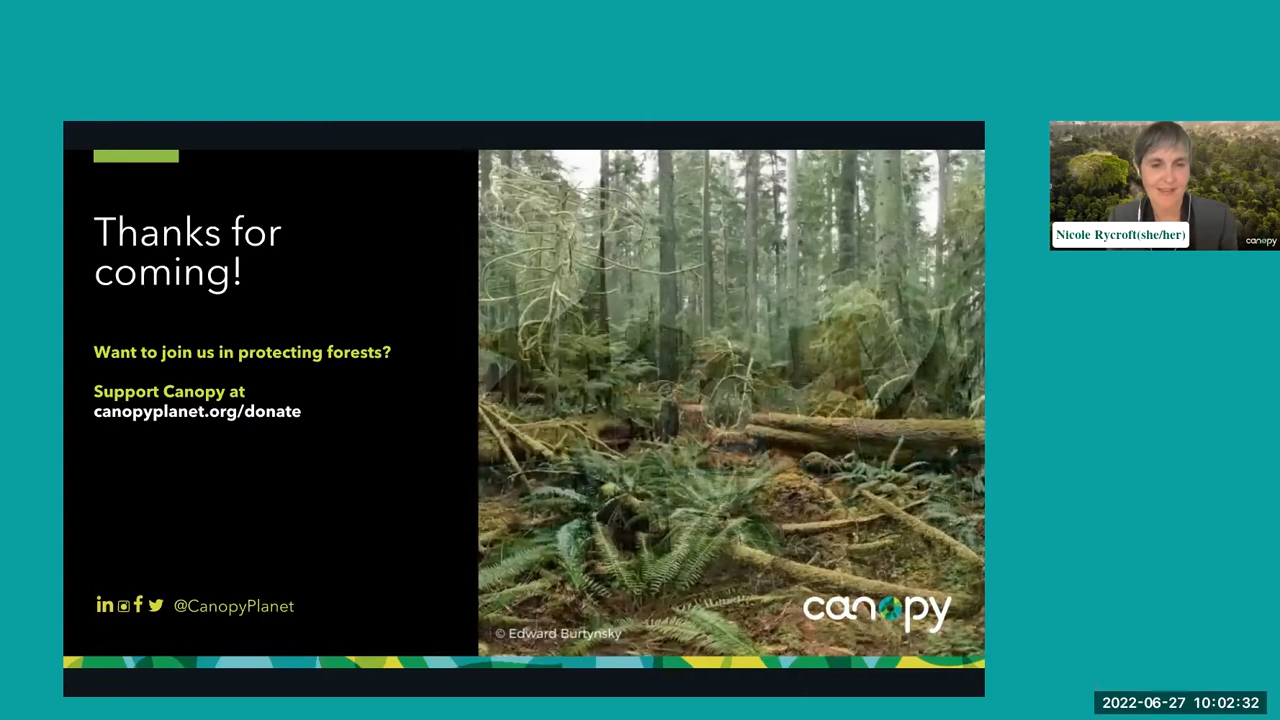 Thanks for
coming!
Want to join us in protecting forests?
Support Canopy at
canopyplanet.org/donate
in f @CanopyPlanet
© Edward Burtynsky
canopy
Nicole Rycroft(she/her)
canopy
2022-06-27 10:02:32